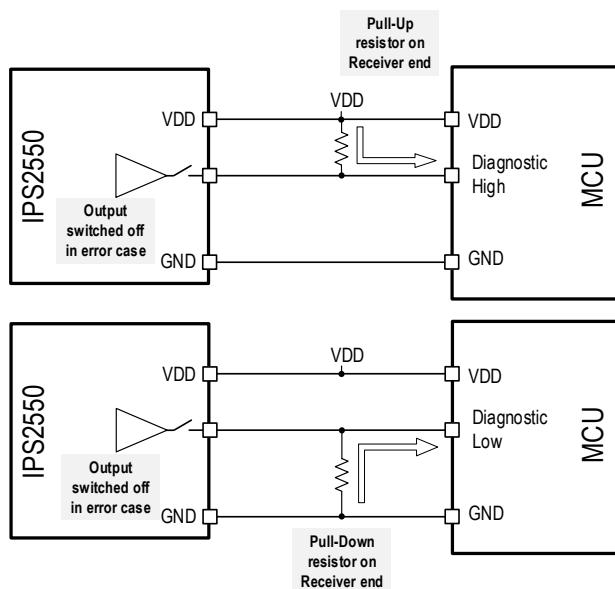 Pull-Up
resistor on
Receiver end
IPS2550
VDD
VDD
VDD
Diagnostic
High
MCU
Output
switched off
in error case
GND
GND
IPS2550
VDD
VDD
VDD
Diagnostic
Low
MCU
Output
switched off
in error case
GND
GND
Pull-Down
resistor on
Receiver end